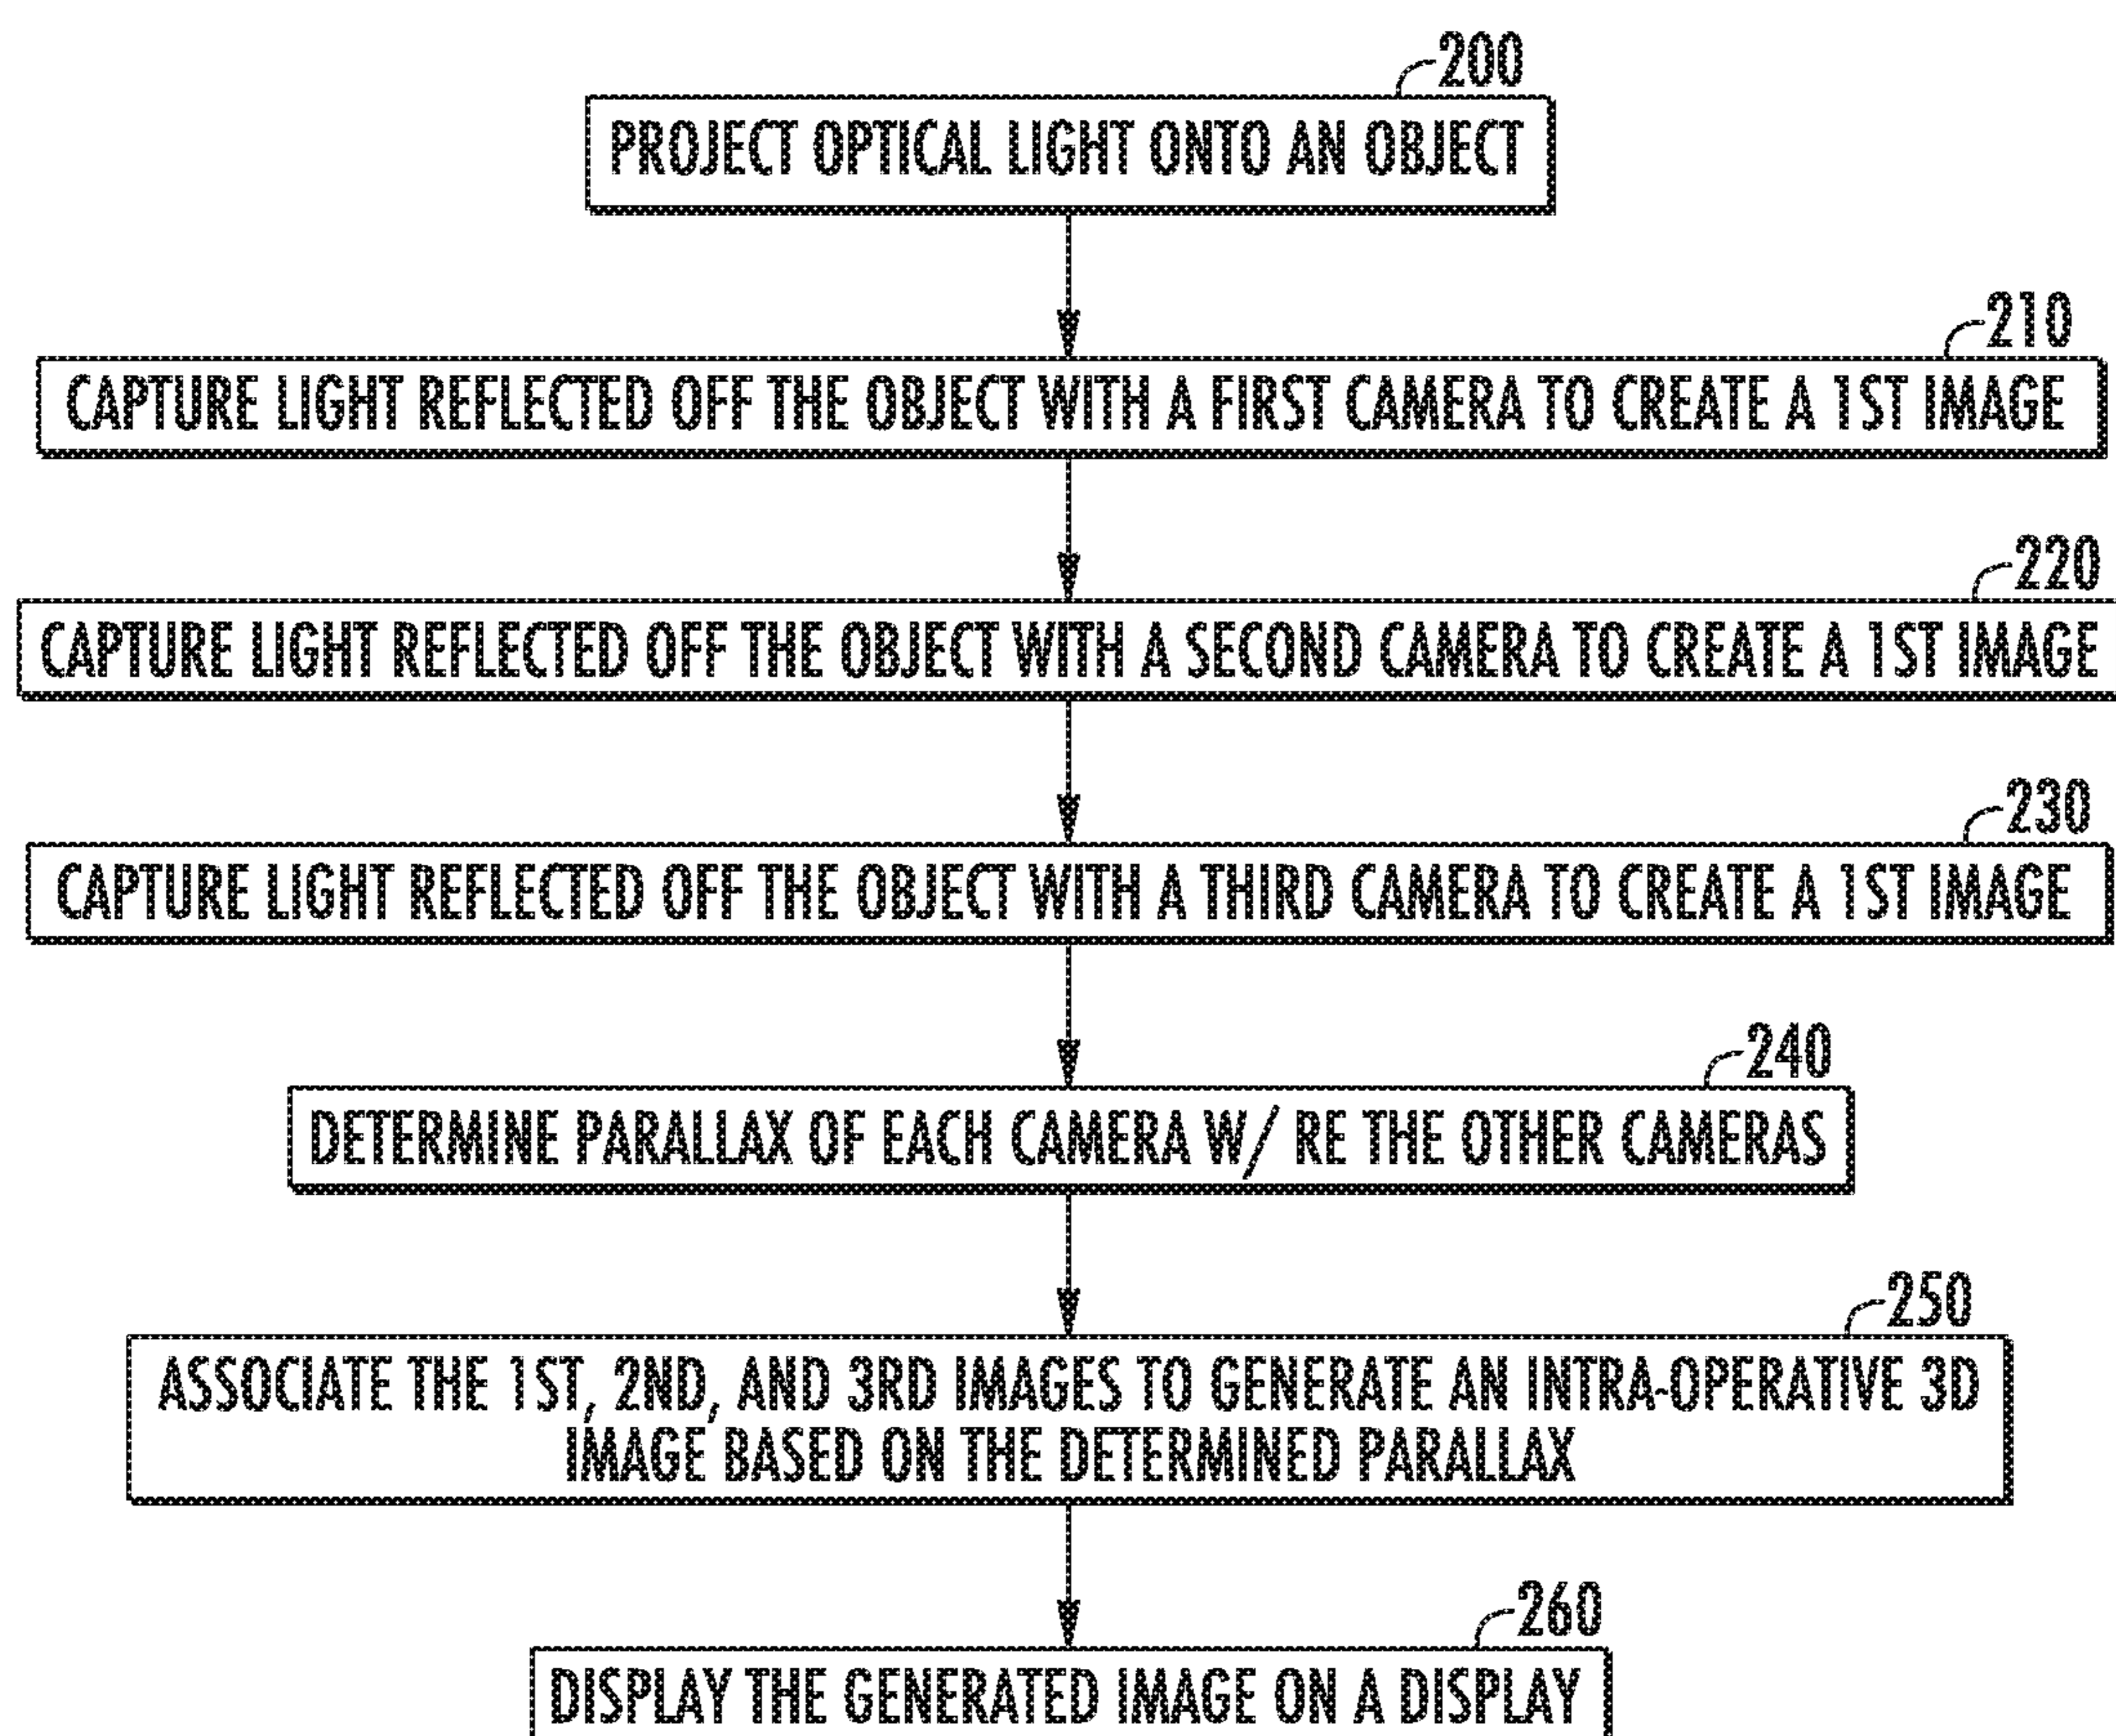 200
PROJECT OPTICAL LIGHT ONTO AN OBJECT
210
CAPTURE LIGHT REFLECTED OFF THE OBJECT WITH A FIRST CAMERA TO CREATE A 1ST IMAGE
220
CAPTURE LIGHT REFLECTED OFF THE OBJECT WITH A SECOND CAMERA TO CREATE A 1ST IMAGE
230
CAPTURE LIGHT REFLECTED OFF THE OBJECT WITH A THIRD CAMERA TO CREATE A 1ST IMAGE
240
DETERMINE PARALLAX OF EACH CAMERA W/ RE THE OTHER CAMERAS
250
ASSOCIATE THE 1ST, 2ND, AND 3RD IMAGES TO GENERATE AN INTRA-OPERATIVE 3D
IMAGE BASED ON THE DETERMINED PARALLAX
260
DISPLAY THE GENERATED IMAGE ON A DISPLAY